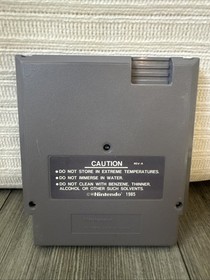 CAUTION
REV-A
• DO NOT STORE IN EXTREME TEMPERATURES.
• DO NOT IMMERSE IN WATER.
• DO NOT CLEAN WITH BENZENE, THINNER,
ALCOHOL OR OTHER SUCH SOLVENTS.
©Nintendo® 1985